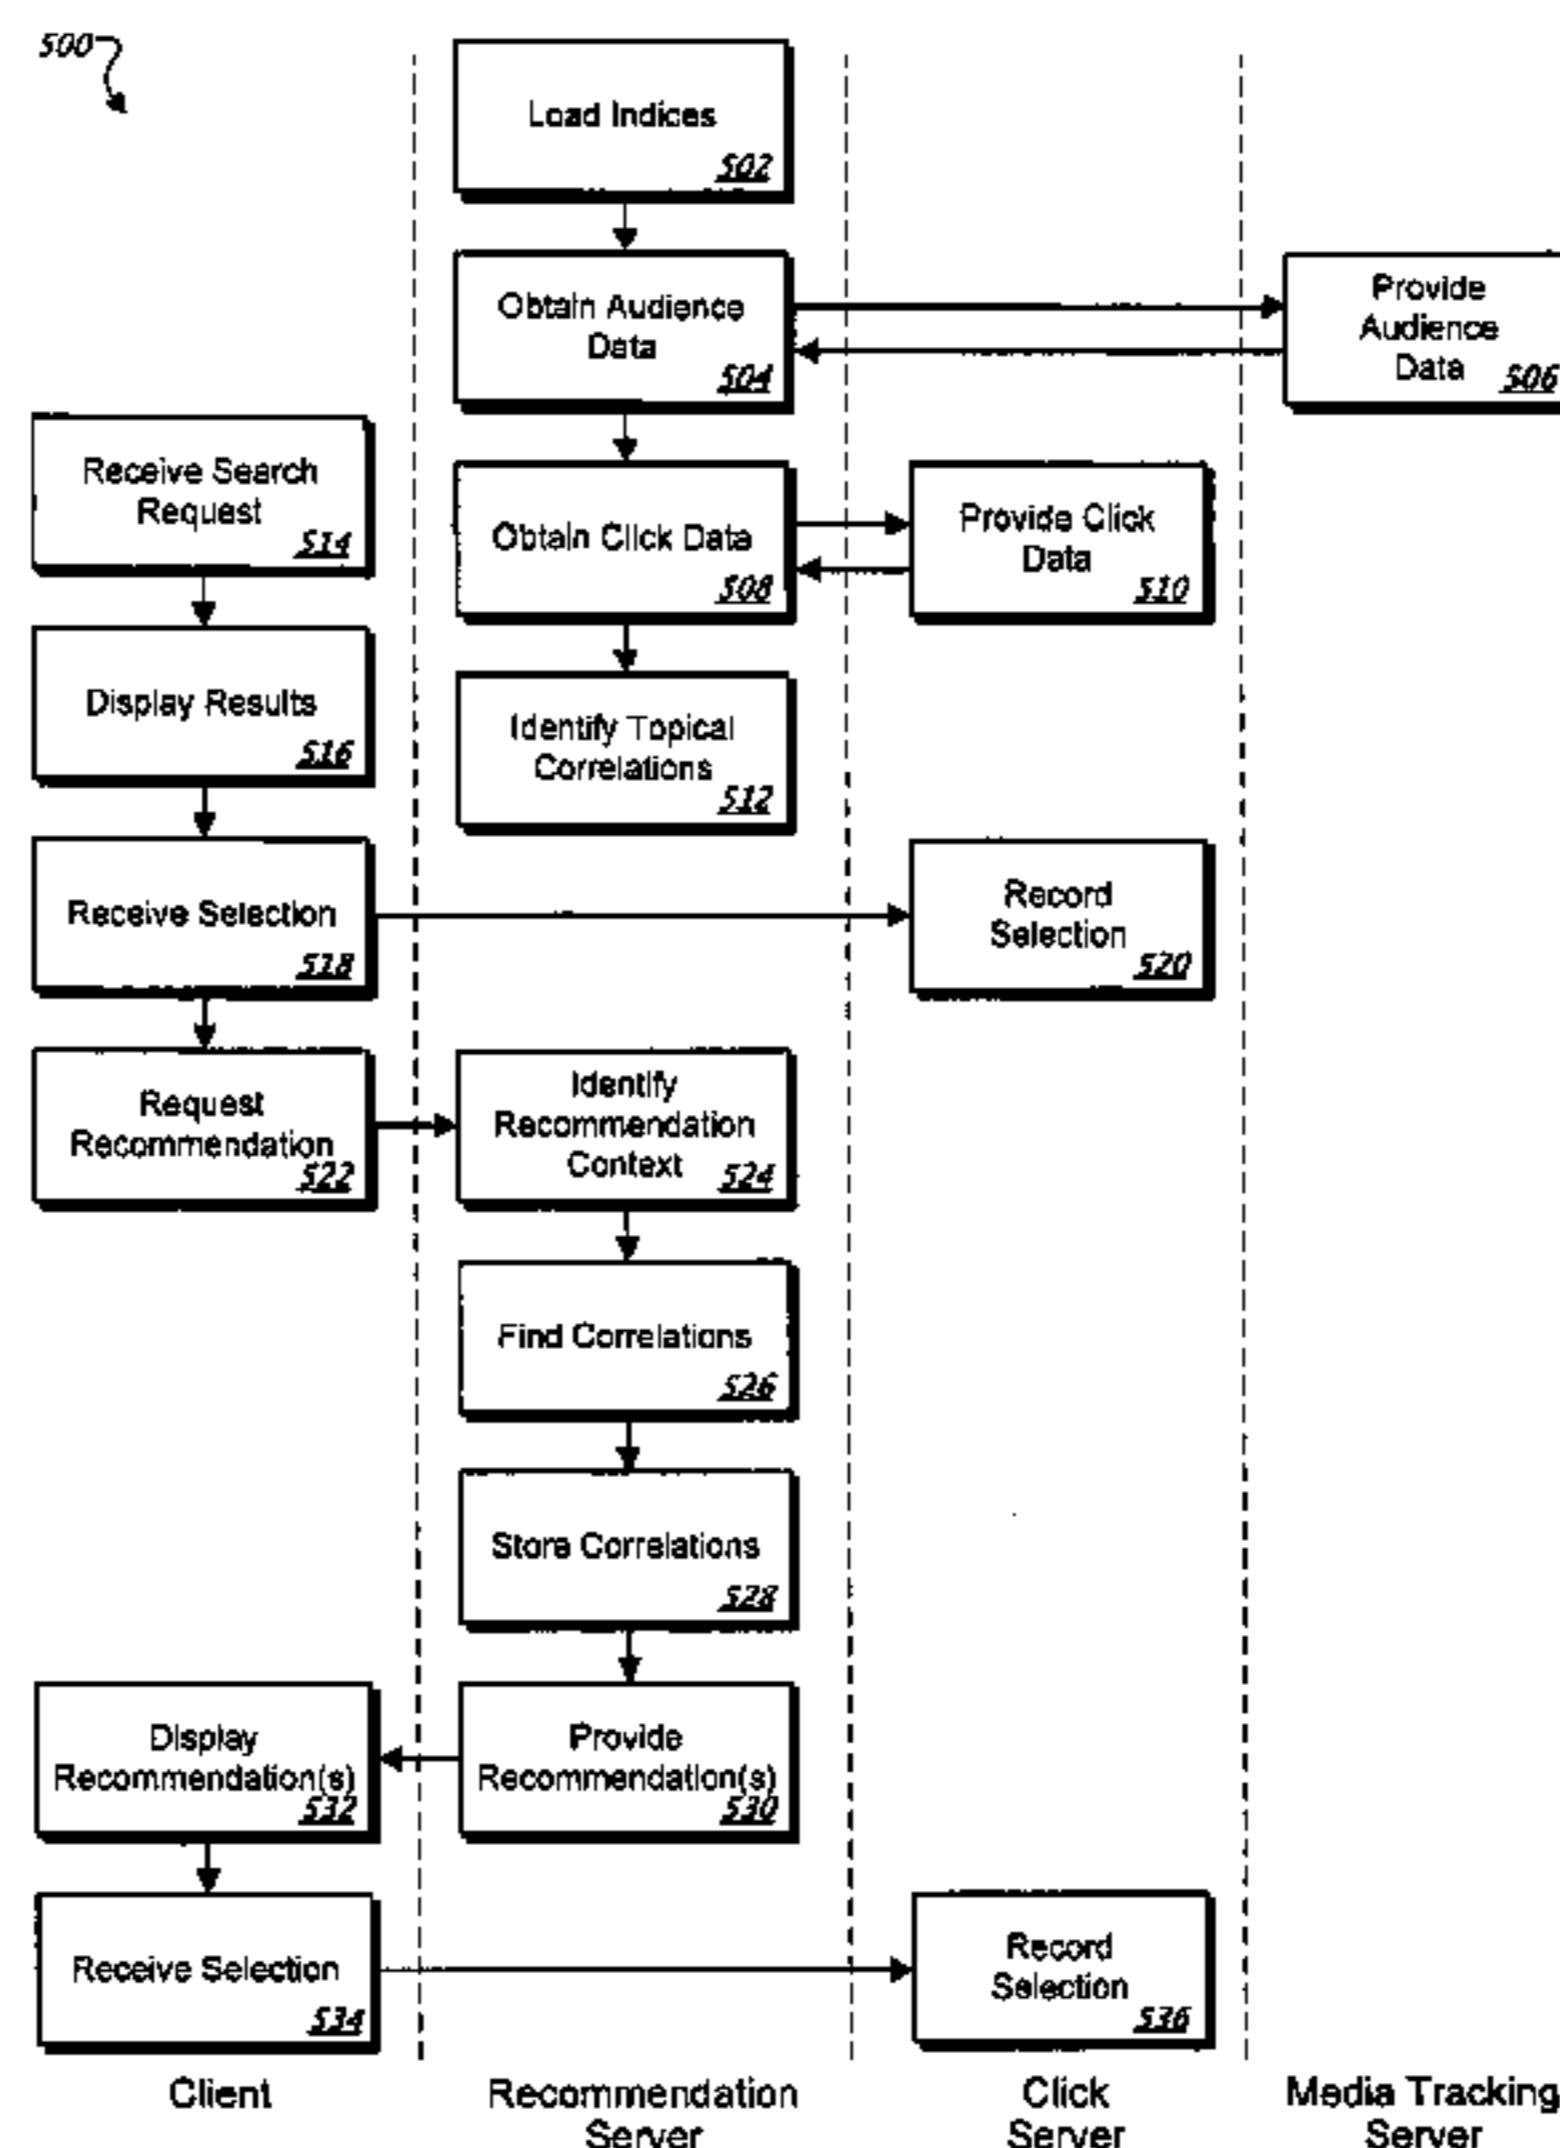 500
Load Indices
502
Obtain Audience
Data
504
Provide
Audience
Data
506
Receive Search
Request
514
Obtain Click Data
508
Provide Click
Data
510
Display Results
516
Identify Topical
Correlations
512
Receive Selection
518
Record
Selection
520
Request
Recommendation
522
Identify
Recommendation
Context
524
Find Correlations
526
Store Correlations
528
Display
Recommendation(s)
532
Provide
Recommendation(s)
530
Receive Selection
534
Record
Selection
536
Client
Recommendation
Server
Click
Server
Media Tracking
Server